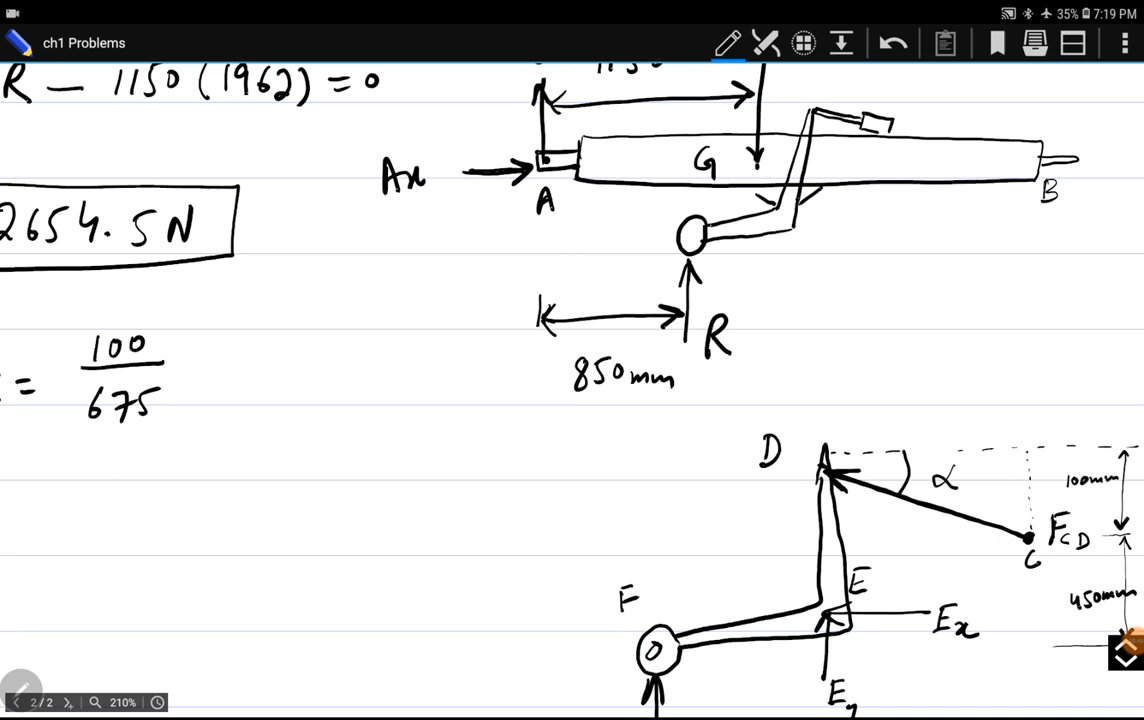 35% 7:19 PM
ch1 Problems
R - 1150 (1962) = 0
1150
Ax
A
G
B
2654.5 N
R
850mm
= 100
675
D
α
100mm
FCD
C
E
450mm
F
Ex
Ey
2/2 210%